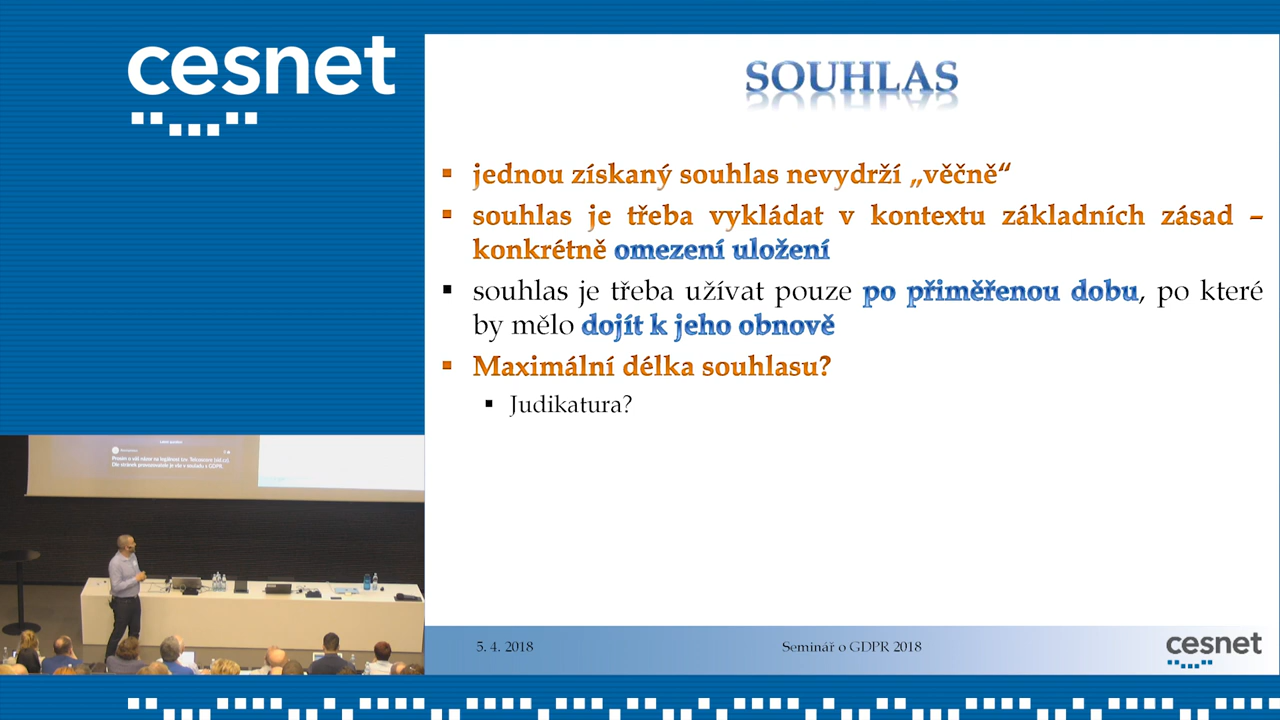 cesnet
SOUHLAS
▪ jednou získaný souhlas nevydrží „věčně“
▪ souhlas je třeba vykládat v kontextu základních zásad –
konkrétně omezení uložení
▪ souhlas je třeba užívat pouze po přiměřenou dobu, po které
by mělo dojít k jeho obnově
▪ Maximální délka souhlasu?
▪ Judikatura?
5. 4. 2018
Seminář o GDPR 2018
cesnet